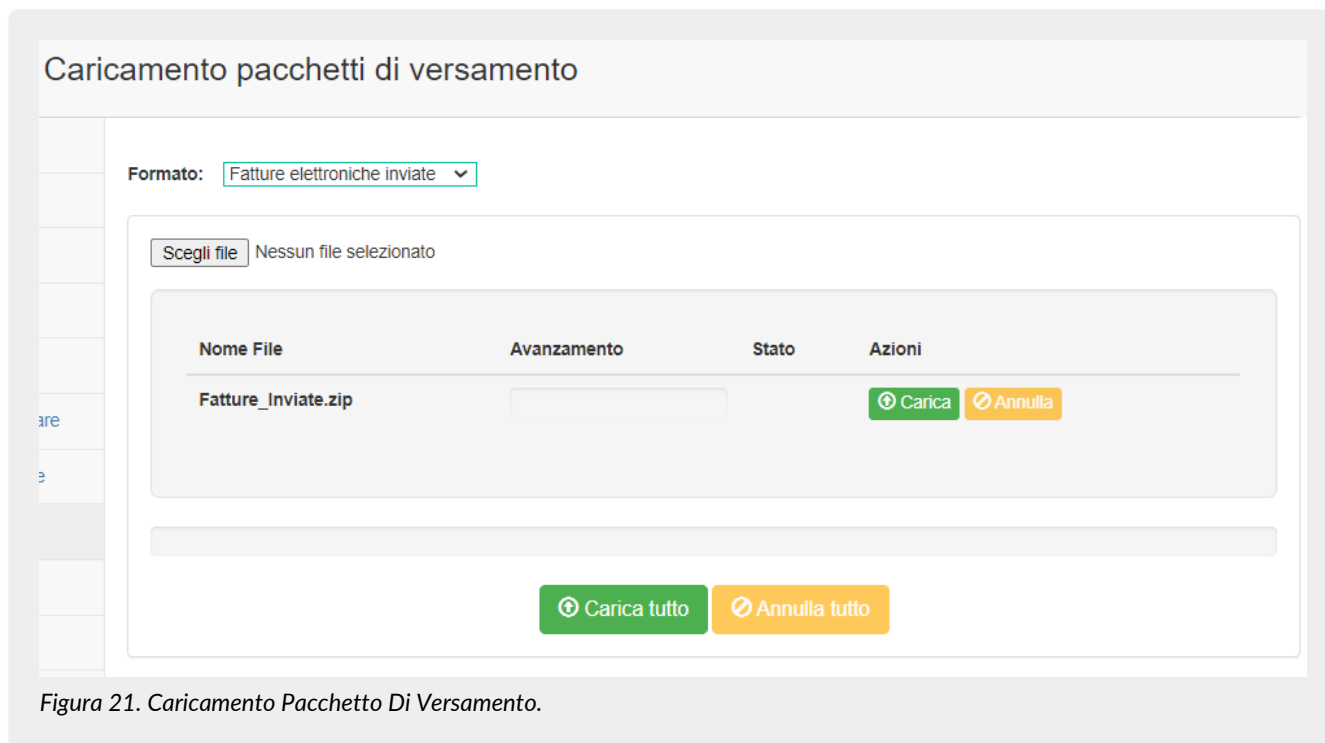 Caricamento pacchetti di versamento
Formato: Fatture elettroniche inviate
Scegli file Nessun file selezionato
Nome File Avanzamento Stato Azioni
Fatture_Inviate.zip Carica Annulla
are
e
Carica tutto Annulla tutto
Figura 21. Caricamento Pacchetto Di Versamento.